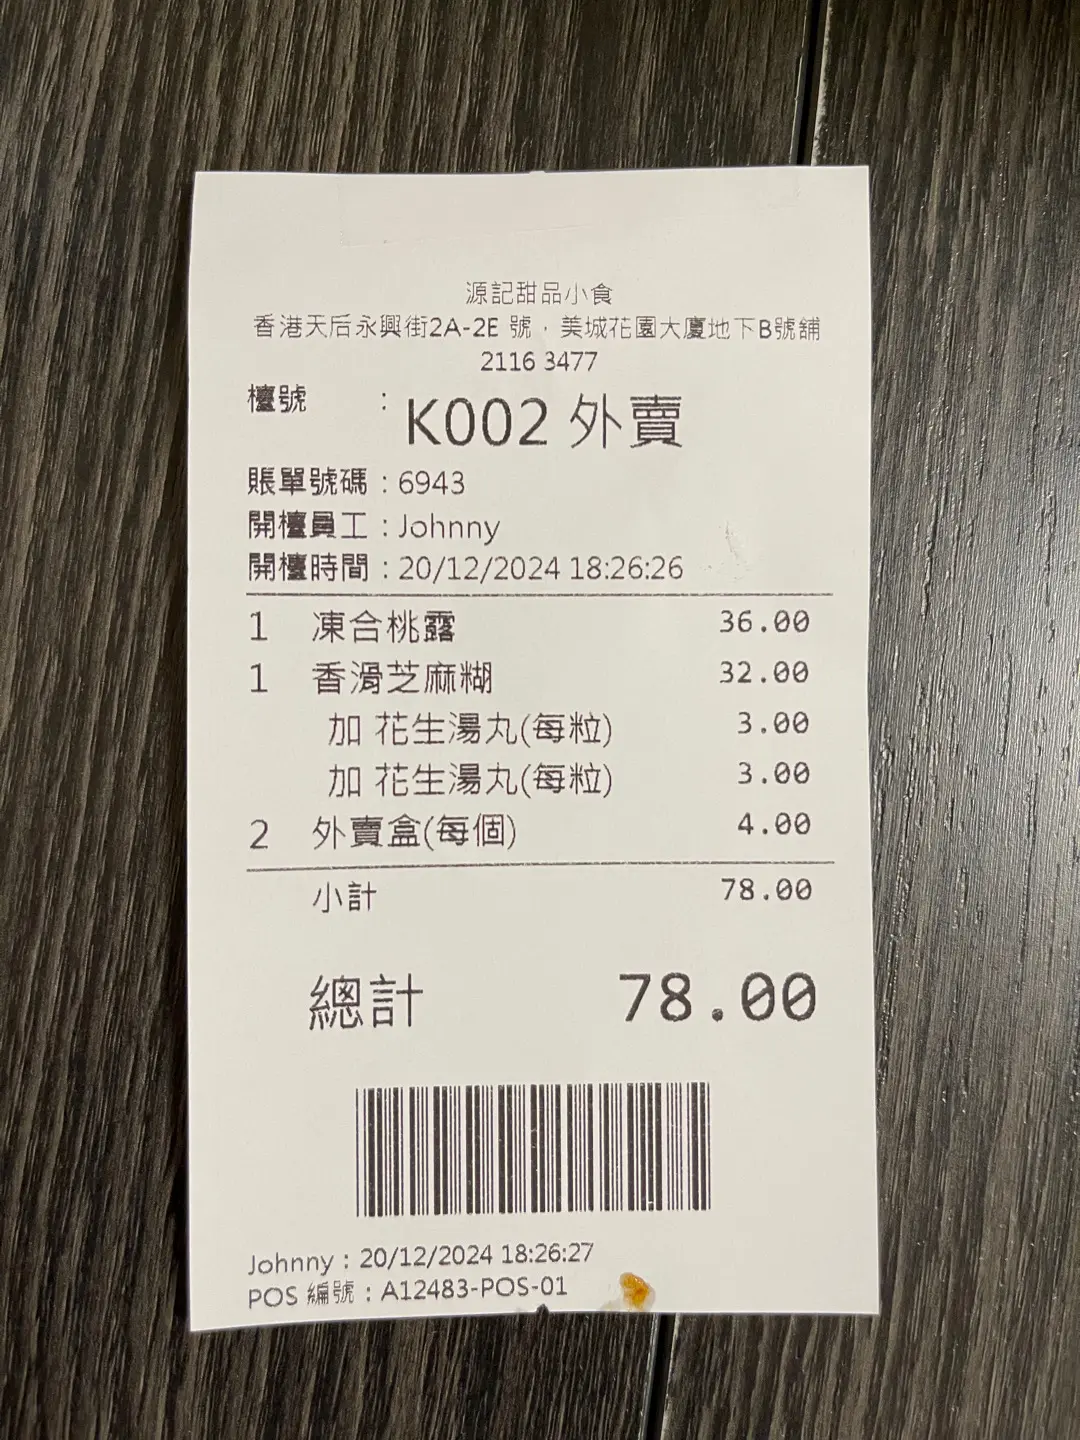 源記甜品小食
香港天后永興街2A-2E 號，美城花園大廈地下B號舖
2116 3477
檯號 : K002 外賣
賬單號碼 : 6943
開檯員工 : Johnny
開檯時間 : 20/12/2024 18:26:26
1 凍合桃露 36.00
1 香滑芝麻糊 32.00
加 花生湯丸(每粒) 3.00
加 花生湯丸(每粒) 3.00
2 外賣盒(每個) 4.00
小計 78.00
總計 78.00
Johnny : 20/12/2024 18:26:27
POS 編號 : A12483-POS-01